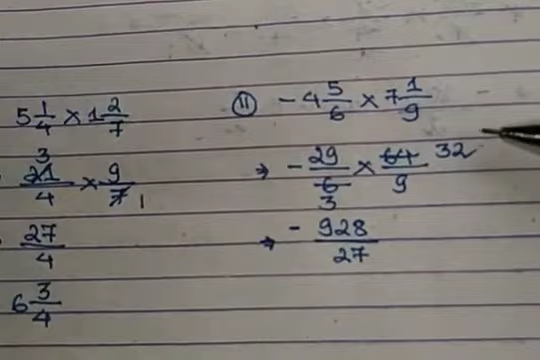 5 1/4 × 1 2/7
3
21/4 × 9/7 1
27/4
6 3/4
(11) - 4 5/6 × 7 1/9
→ - 29/6 × 64/9 32
3
→ - 928/27